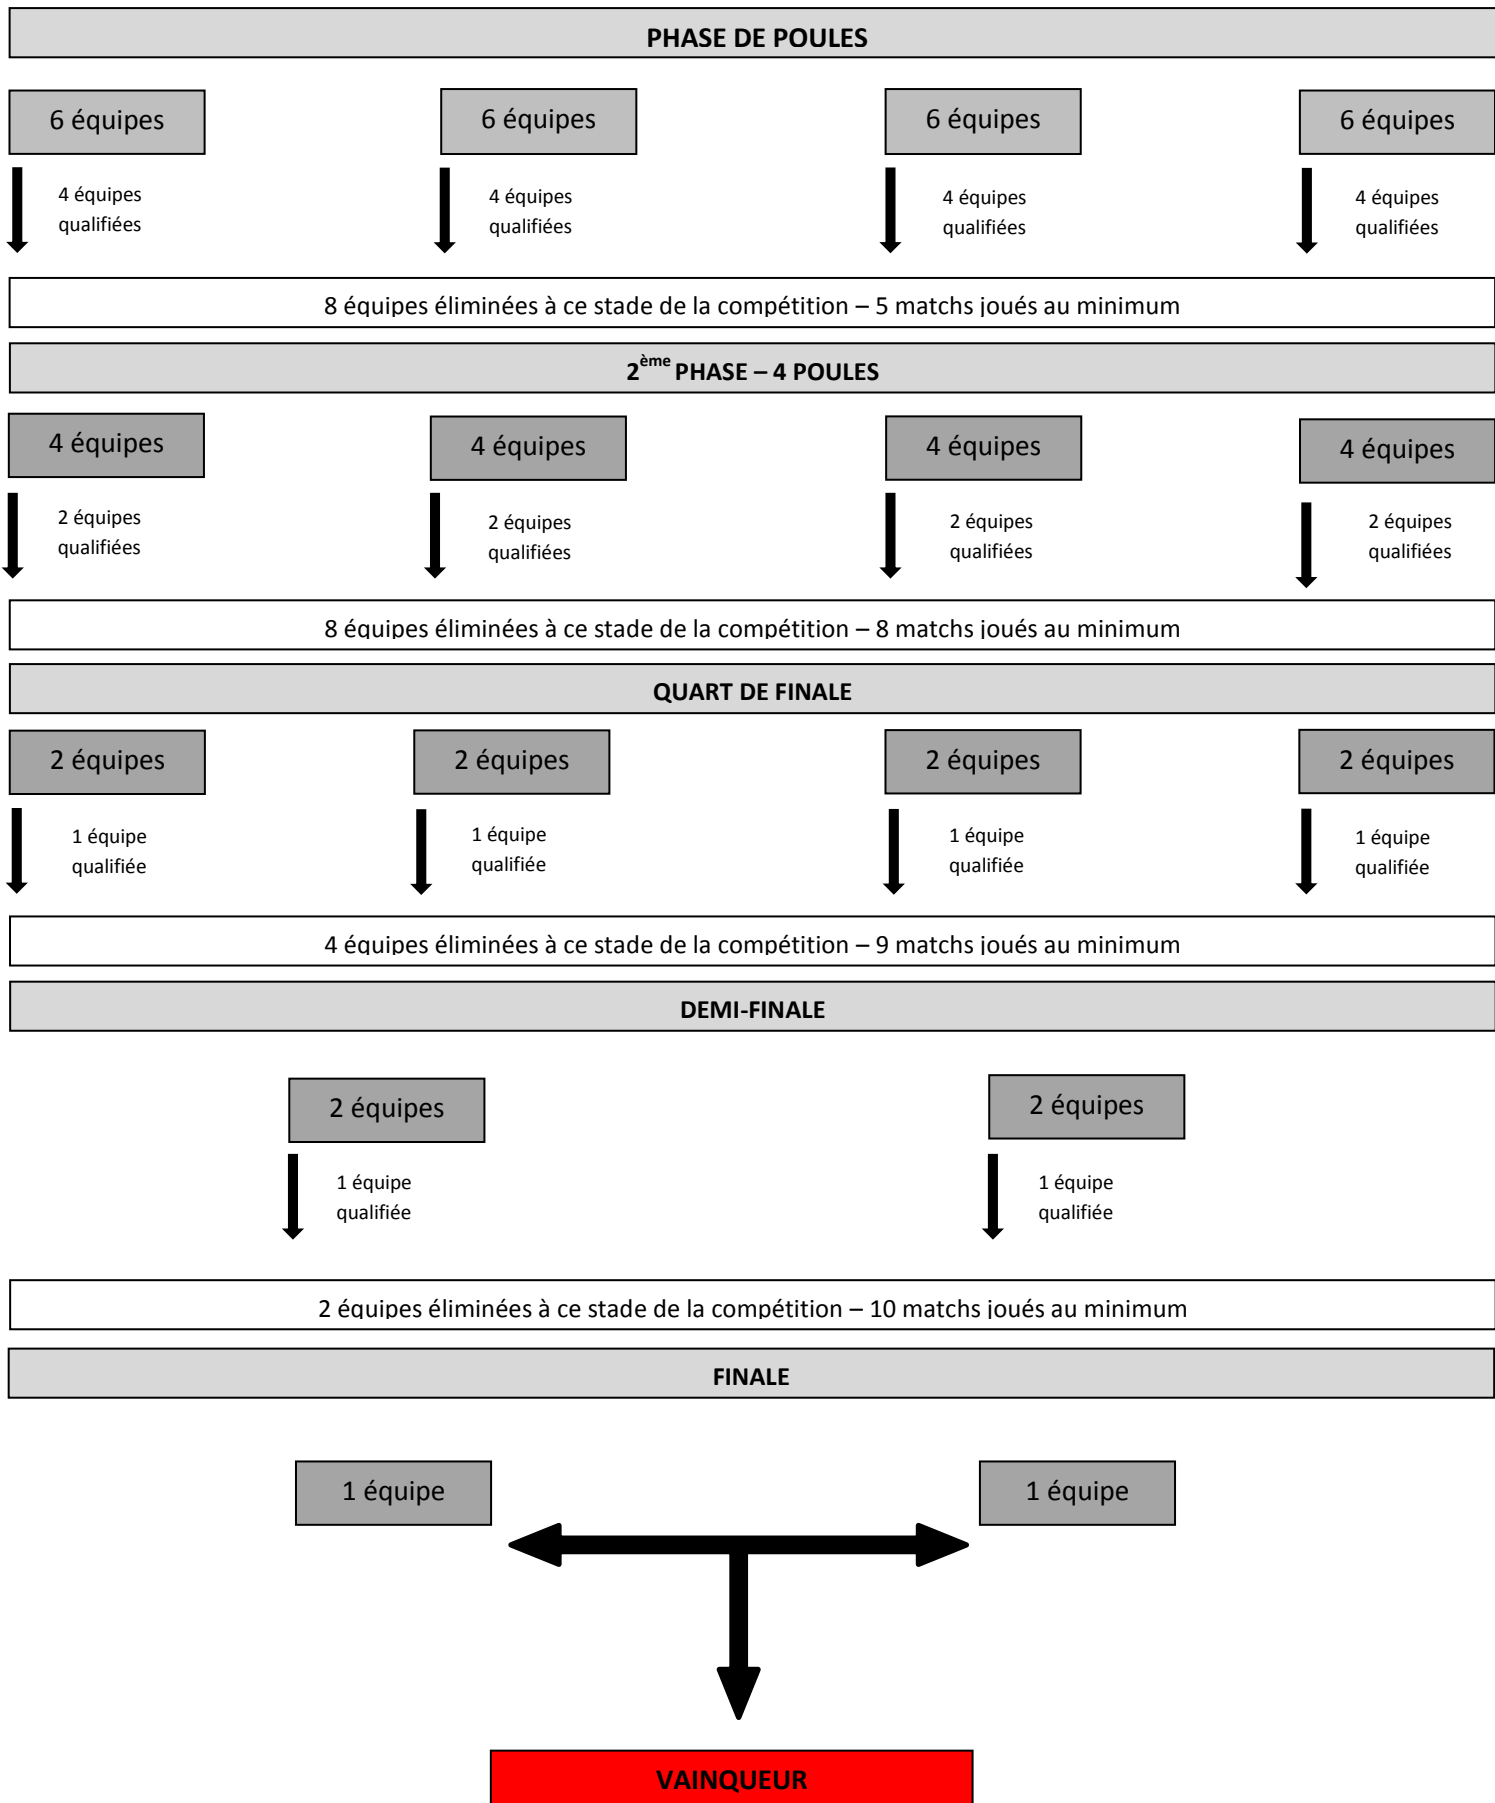 PHASE DE POULES
6 équipes 6 équipes 6 équipes 6 équipes
4 équipes 4 équipes 4 équipes 4 équipes
qualifiées qualifiées qualifiées qualifiées
8 équipes éliminées à ce stade de la compétition – 5 matchs joués au minimum
2ème PHASE – 4 POULES
4 équipes 4 équipes 4 équipes 4 équipes
2 équipes 2 équipes 2 équipes 2 équipes
qualifiées qualifiées qualifiées qualifiées
8 équipes éliminées à ce stade de la compétition – 8 matchs joués au minimum
QUART DE FINALE
2 équipes 2 équipes 2 équipes 2 équipes
1 équipe 1 équipe 1 équipe 1 équipe
qualifiée qualifiée qualifiée qualifiée
4 équipes éliminées à ce stade de la compétition – 9 matchs joués au minimum
DEMI-FINALE
2 équipes 2 équipes
1 équipe 1 équipe
qualifiée qualifiée
2 équipes éliminées à ce stade de la compétition – 10 matchs joués au minimum
FINALE
1 équipe 1 équipe
VAINQUEUR